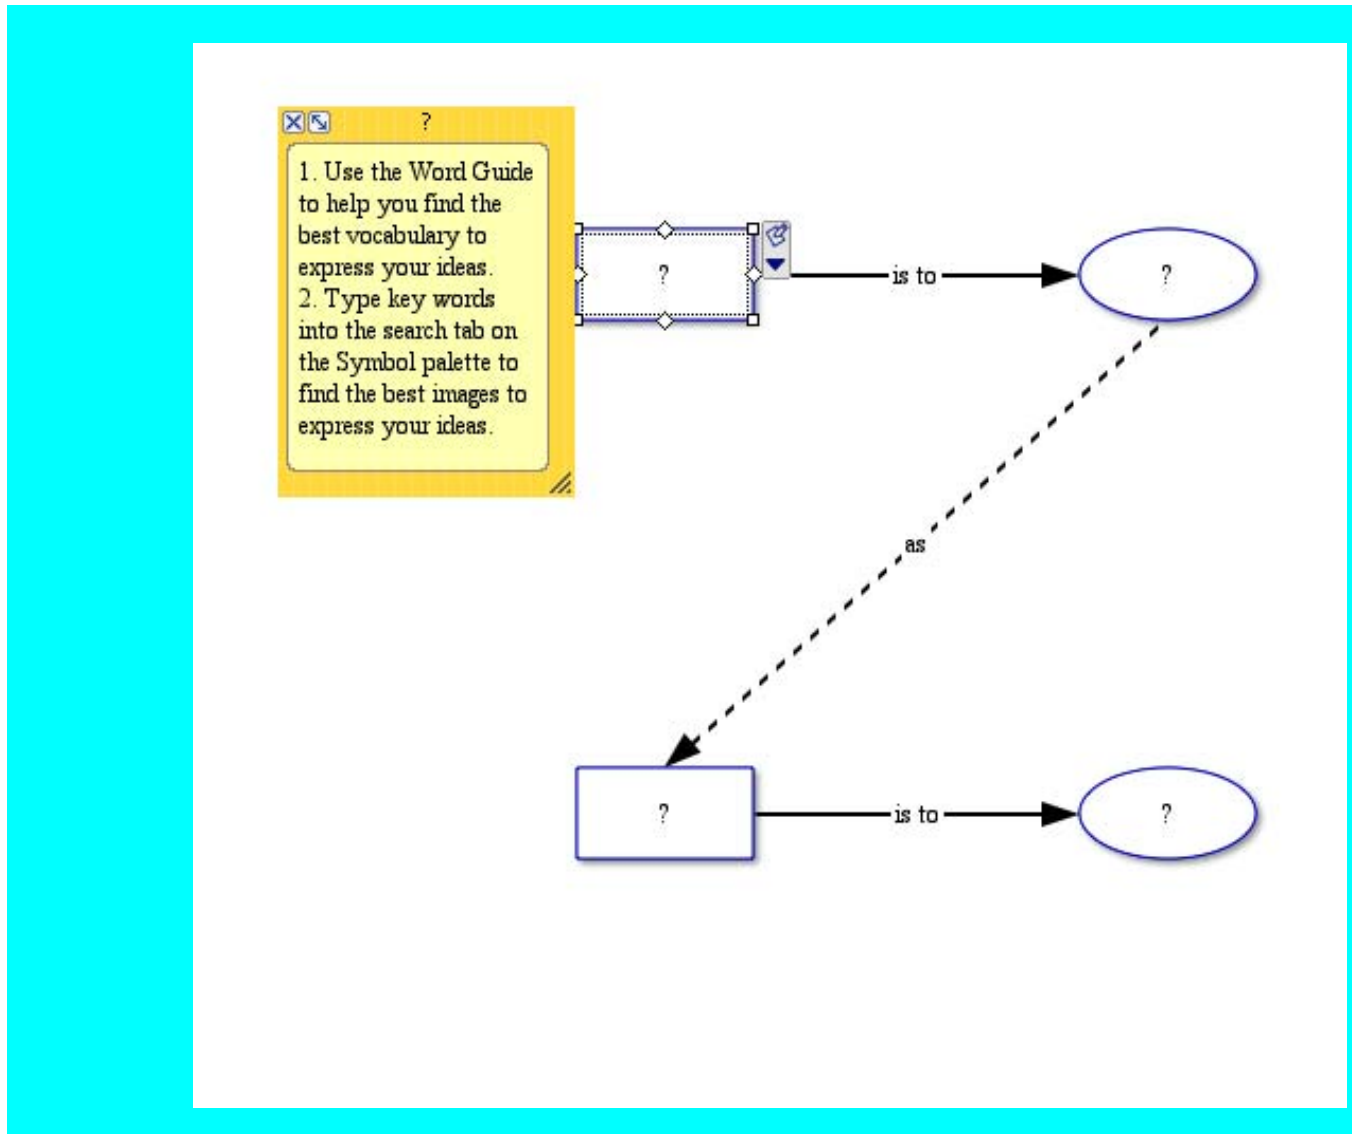 ?
1. Use the Word Guide
to help you find the
best vocabulary to
express your ideas.
2. Type key words
into the search tab on
the Symbol palette to
find the best images to
express your ideas.
? is to ?
as
? is to ?